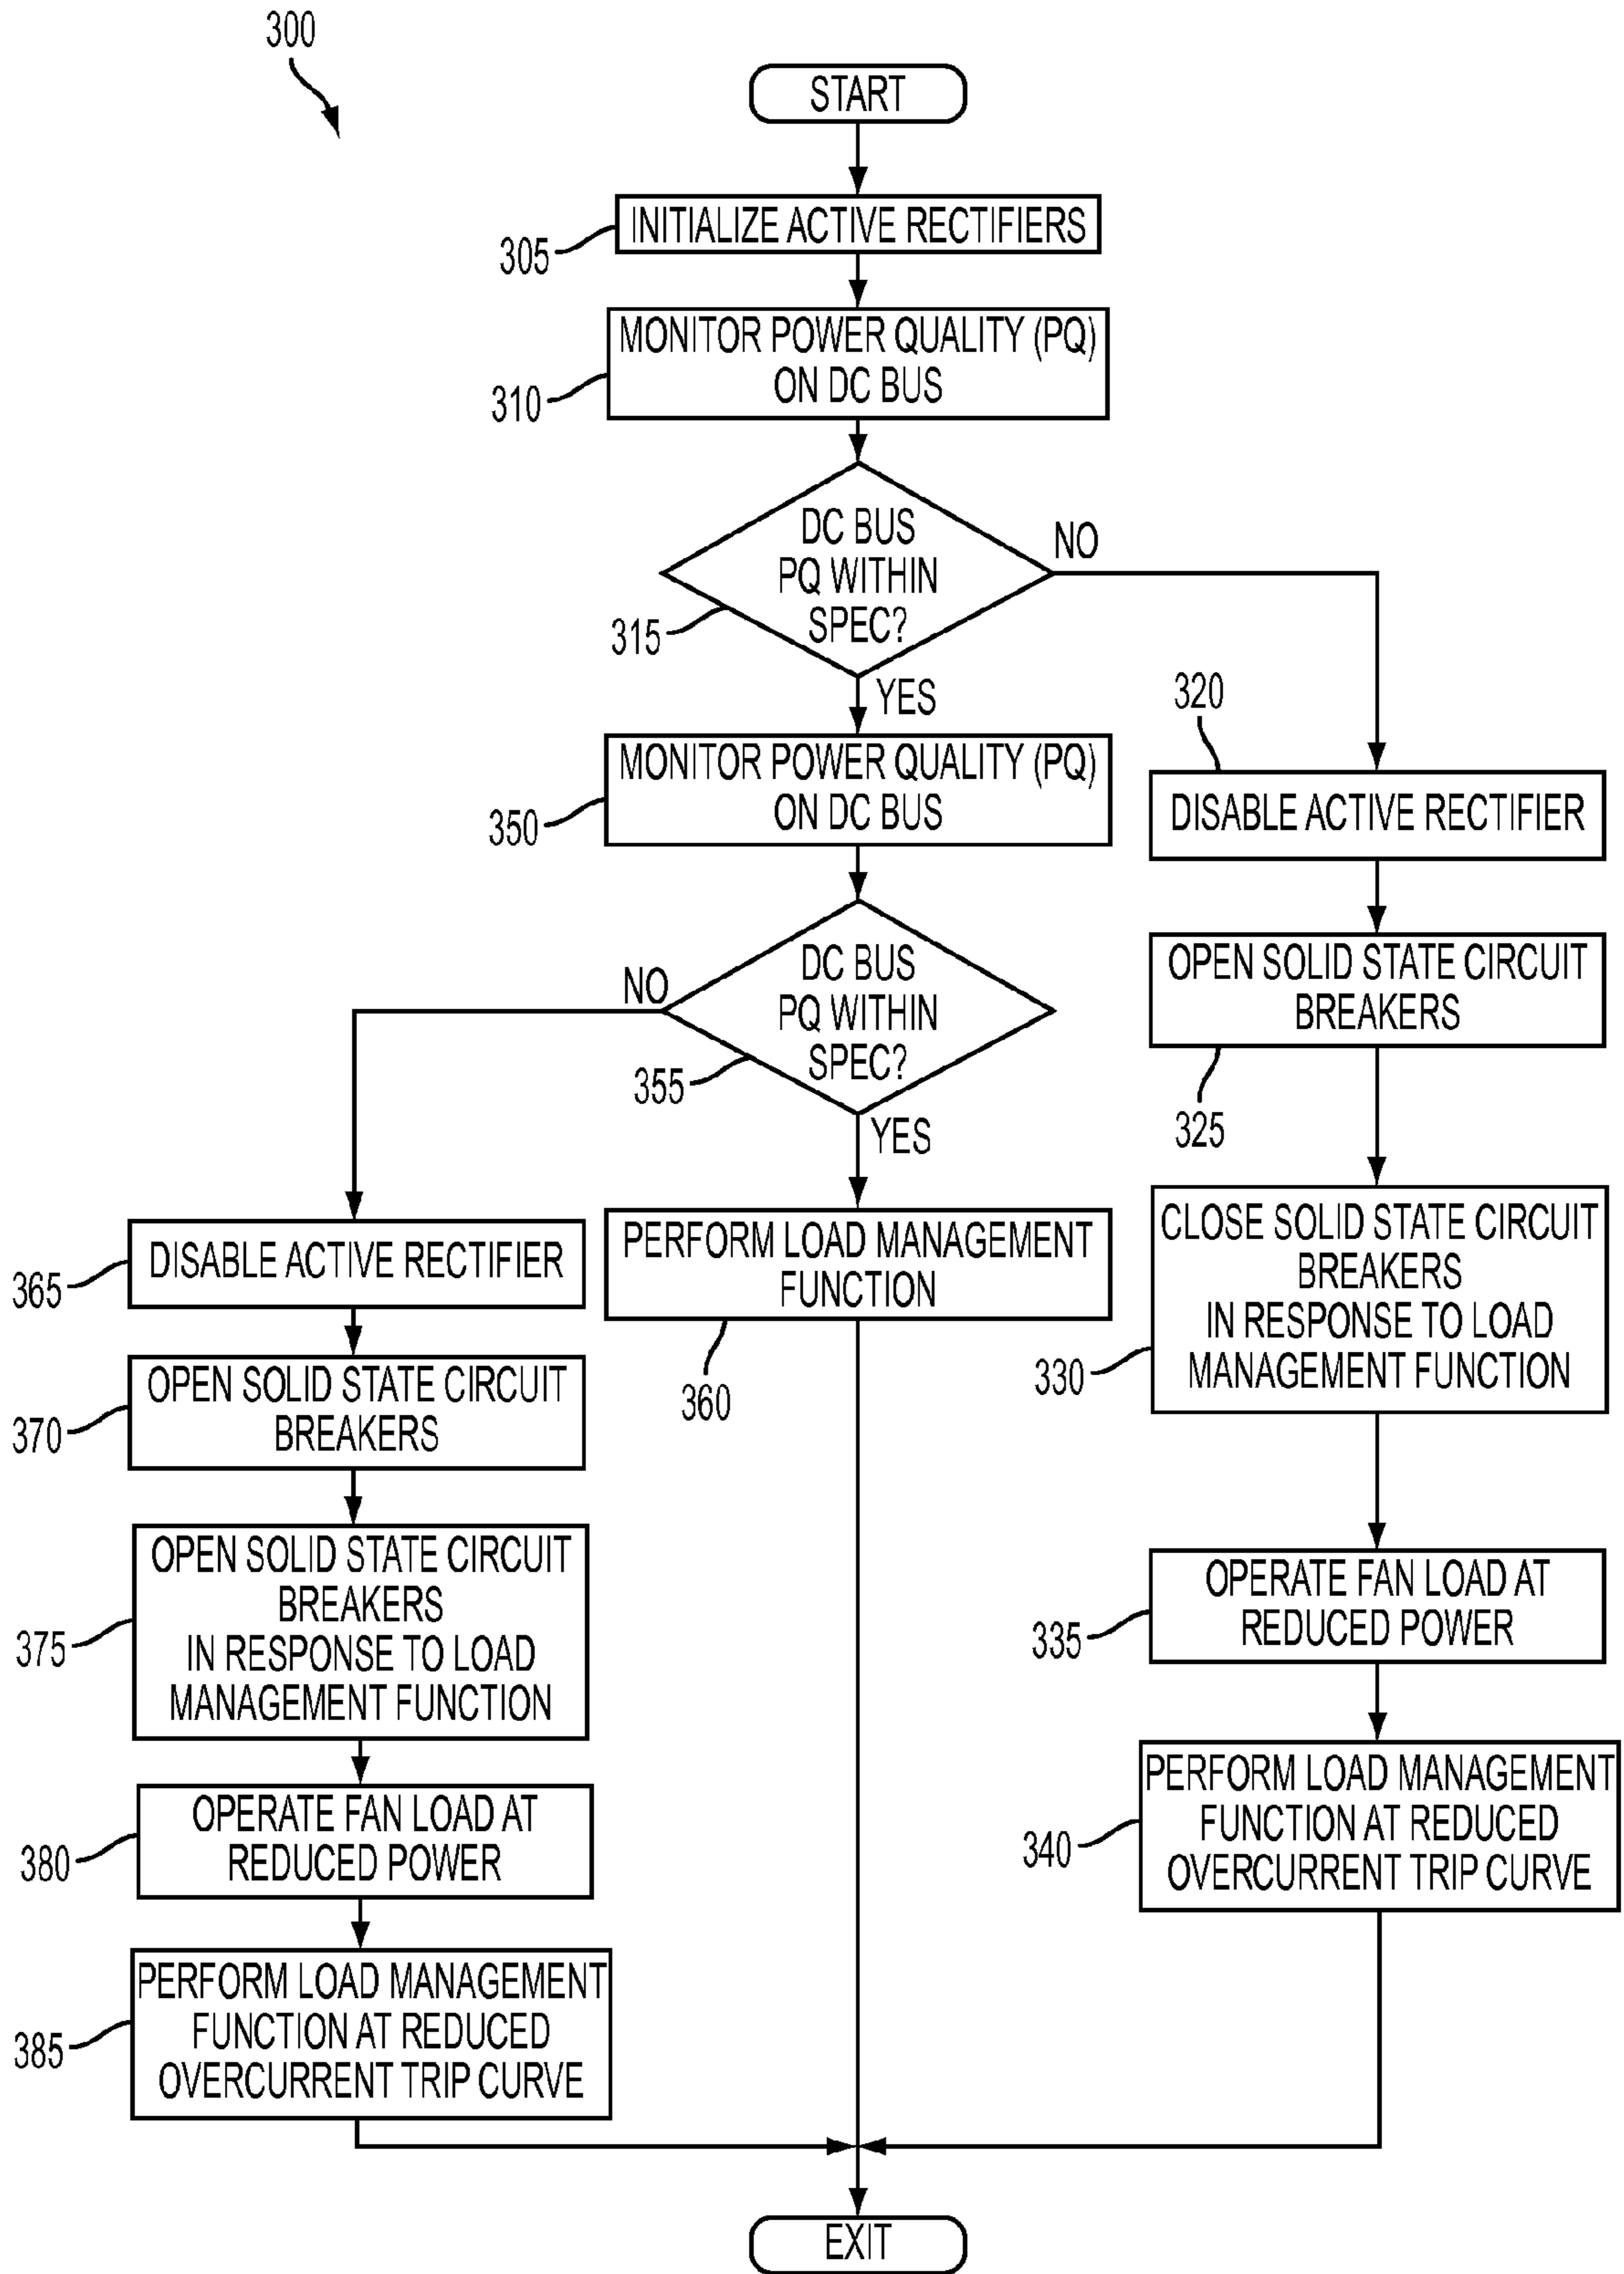 300
START
INITIALIZE ACTIVE RECTIFIERS
305
MONITOR POWER QUALITY (PQ)
ON DC BUS
310
DC BUS
PQ WITHIN
SPEC?
NO
315
YES
320
MONITOR POWER QUALITY (PQ)
ON DC BUS
350
DISABLE ACTIVE RECTIFIER
OPEN SOLID STATE CIRCUIT
BREAKERS
325
DC BUS
PQ WITHIN
SPEC?
NO
355
YES
CLOSE SOLID STATE CIRCUIT
BREAKERS
IN RESPONSE TO LOAD
MANAGEMENT FUNCTION
330
PERFORM LOAD MANAGEMENT
FUNCTION
360
DISABLE ACTIVE RECTIFIER
365
OPEN SOLID STATE CIRCUIT
BREAKERS
370
OPEN SOLID STATE CIRCUIT
BREAKERS
IN RESPONSE TO LOAD
MANAGEMENT FUNCTION
375
OPERATE FAN LOAD AT
REDUCED POWER
335
OPERATE FAN LOAD AT
REDUCED POWER
380
PERFORM LOAD MANAGEMENT
FUNCTION AT REDUCED
OVERCURRENT TRIP CURVE
340
PERFORM LOAD MANAGEMENT
FUNCTION AT REDUCED
OVERCURRENT TRIP CURVE
385
EXIT